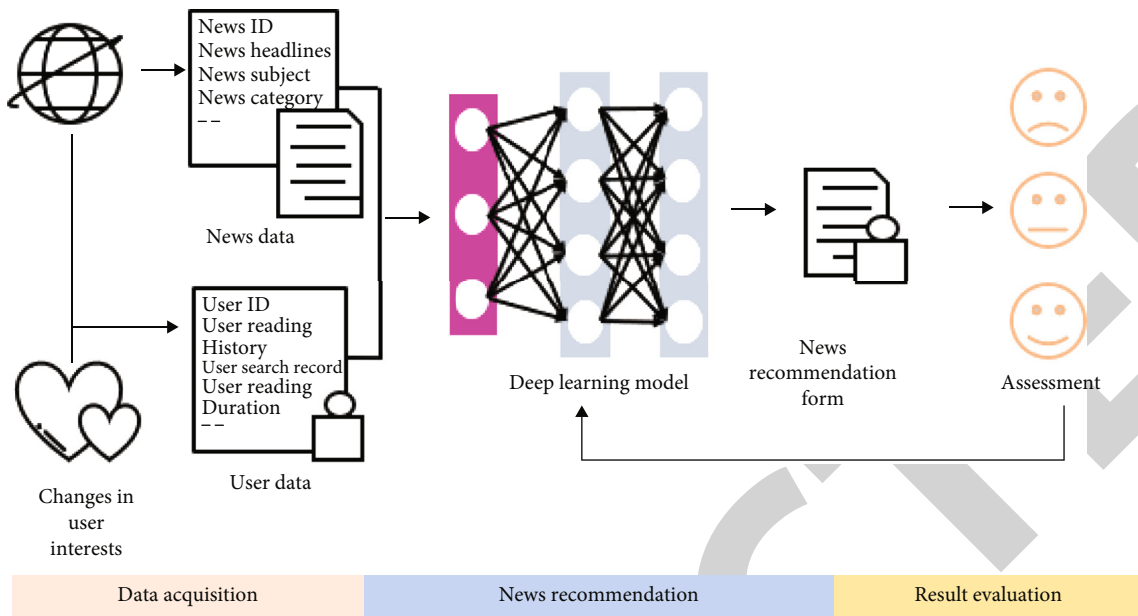 News ID
News headlines
News subject
News category
– –
News data
User ID
User reading
History
User search record
User reading
Duration
– –
User data
Changes in
user
interests
Deep learning model
News
recommendation
form
Assessment
Data acquisition
News recommendation
Result evaluation